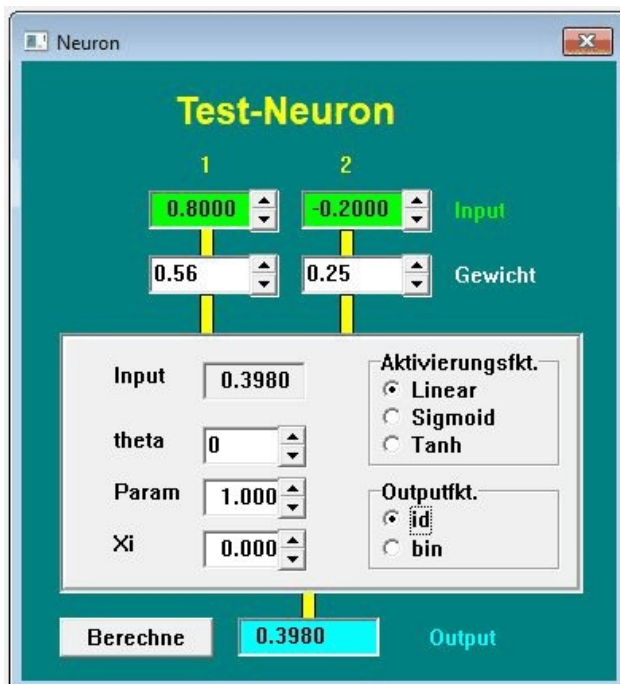 Neuron
Test-Neuron
1 2
0.8000 -0.2000 Input
0.56 0.25 Gewicht
Input 0.3980
theta 0
Param 1.000
Xi 0.000
Aktivierungsfkt.
Linear
Sigmoid
Tanh
Outputfkt.
id
bin
Berechne 0.3980 Output